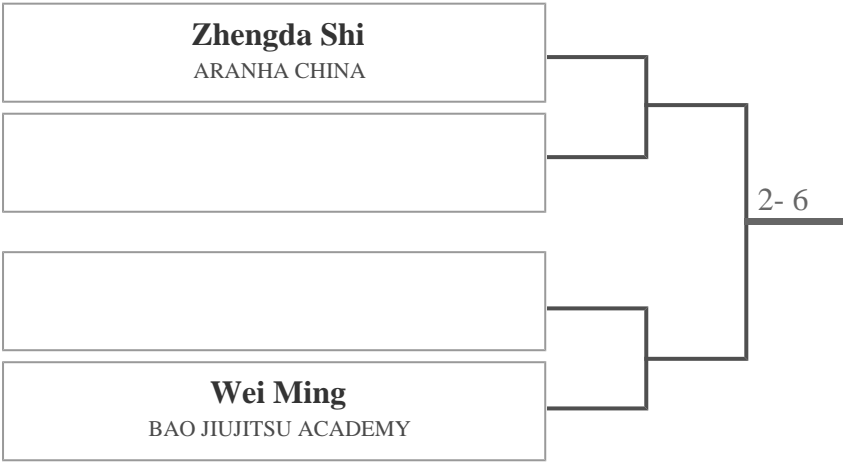 Zhengda Shi
ARANHA CHINA
2- 6
Wei Ming
BAO JIUJITSU ACADEMY